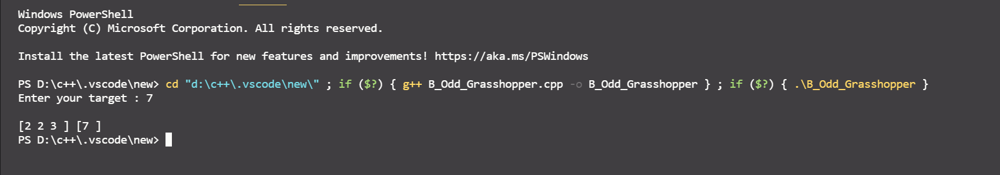 Windows PowerShell
Copyright (C) Microsoft Corporation. All rights reserved.
Install the latest PowerShell for new features and improvements! https://aka.ms/PSWindows
PS D:\c++\.vscode\new> cd "d:\c++\.vscode\new\" ; if ($?) { g++ B_Odd_Grasshopper.cpp -o B_Odd_Grasshopper } ; if ($?) { .\B_Odd_Grasshopper }
Enter your target : 7
[2 2 3 ] [7 ]
PS D:\c++\.vscode\new>